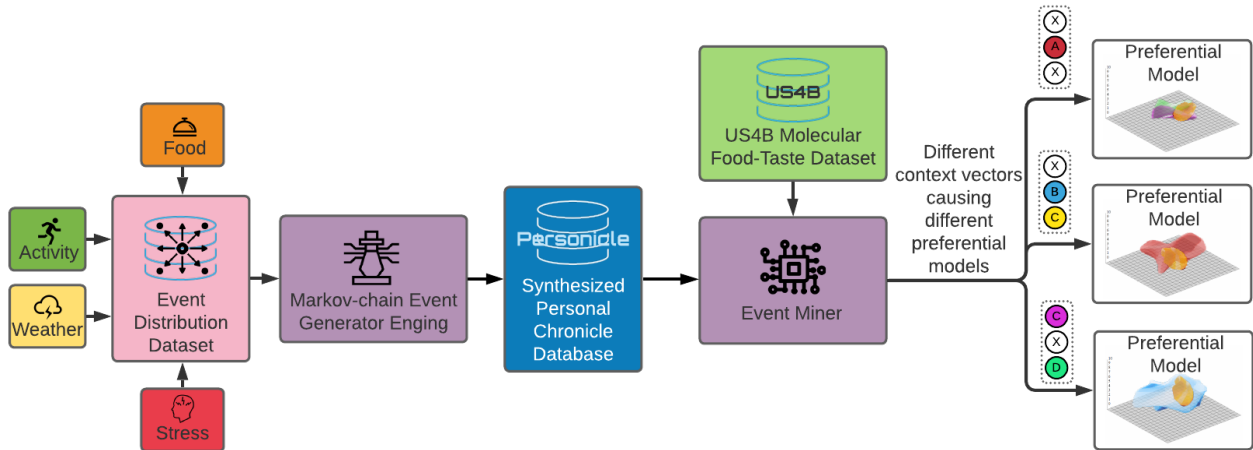 Food
Activity
Weather
Stress
Event
Distribution
Dataset
Markov-chain Event
Generator Enging
Personicle
Synthesized
Personal
Chronicle
Database
US4B
US4B Molecular
Food-Taste Dataset
Event Miner
Different
context vectors
causing
different
preferential
models
X
A
X
Preferential
Model
X
B
C
Preferential
Model
C
X
D
Preferential
Model